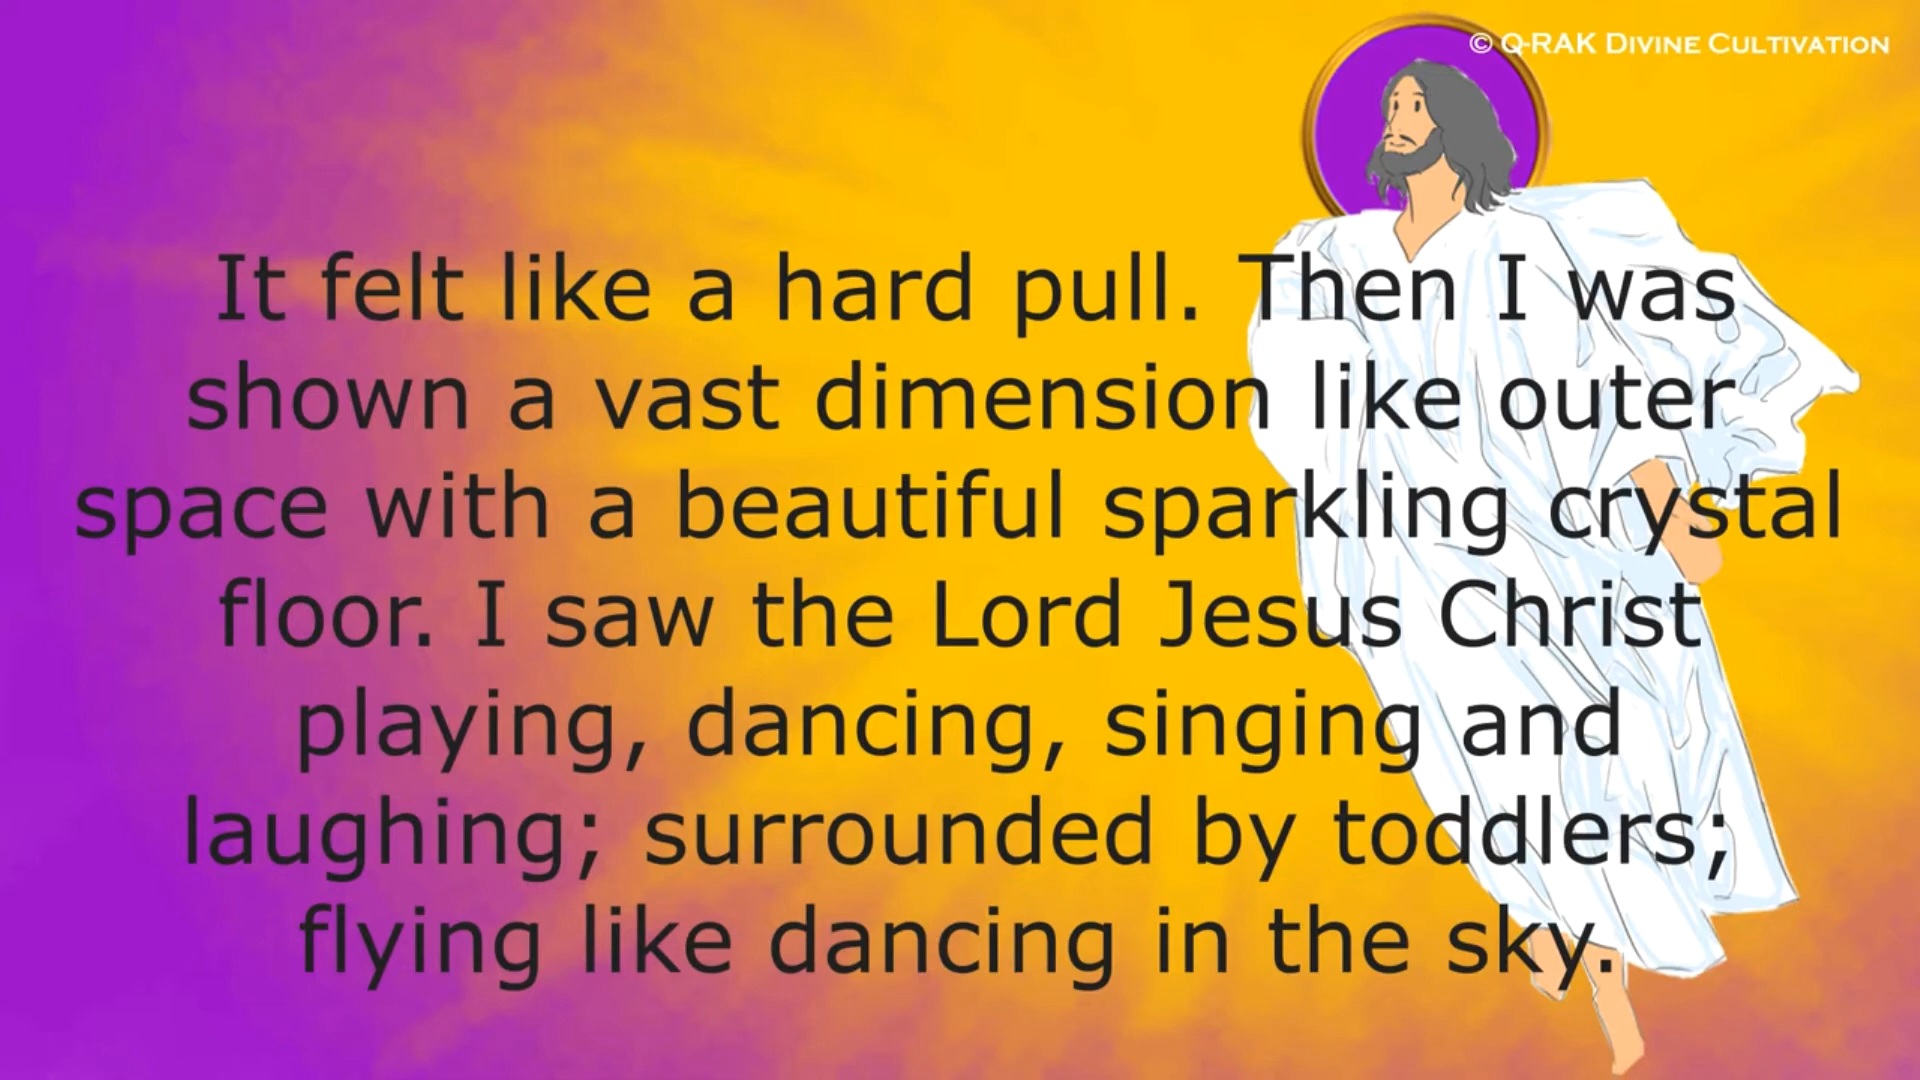 © Q-RAK Divine Cultivation
It felt like a hard pull. Then I was
shown a vast dimension like outer
space with a beautiful sparkling crystal
floor. I saw the Lord Jesus Christ
playing, dancing, singing and
laughing; surrounded by toddlers;
flying like dancing in the sky.